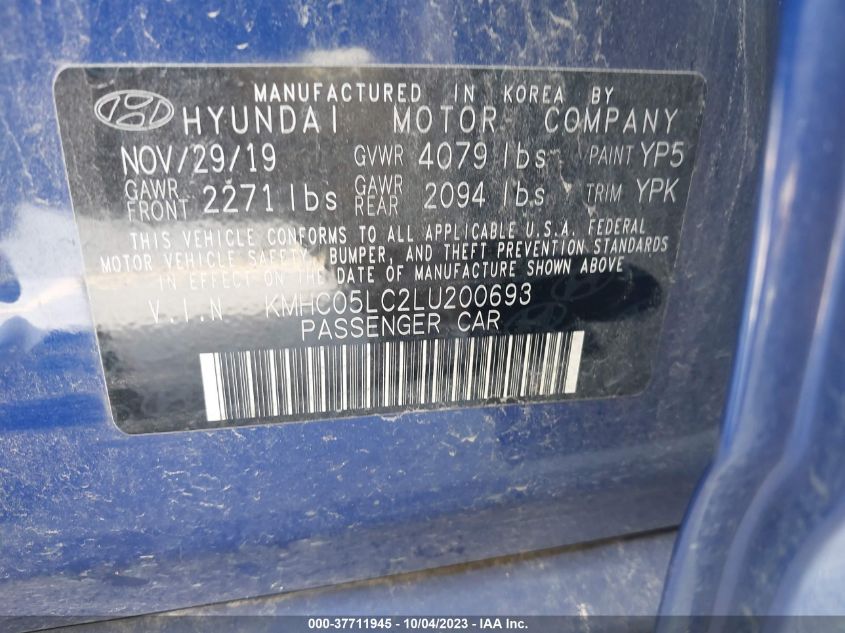 MANUFACTURED IN KOREA BY
HYUNDAI MOTOR COMPANY
NOV/29/19 GVWR 4079 lbs PAINT YP5
GAWR FRONT 2271 lbs GAWR REAR 2094 lbs TRIM YPK
THIS VEHICLE CONFORMS TO ALL APPLICABLE U.S.A. FEDERAL
MOTOR VEHICLE SAFETY, BUMPER, AND THEFT PREVENTION STANDARDS
IN EFFECT ON THE DATE OF MANUFACTURE SHOWN ABOVE
V.I.N KMHC05LC2LU200693
PASSENGER CAR
000-37711945 - 10/04/2023 - IAA Inc.